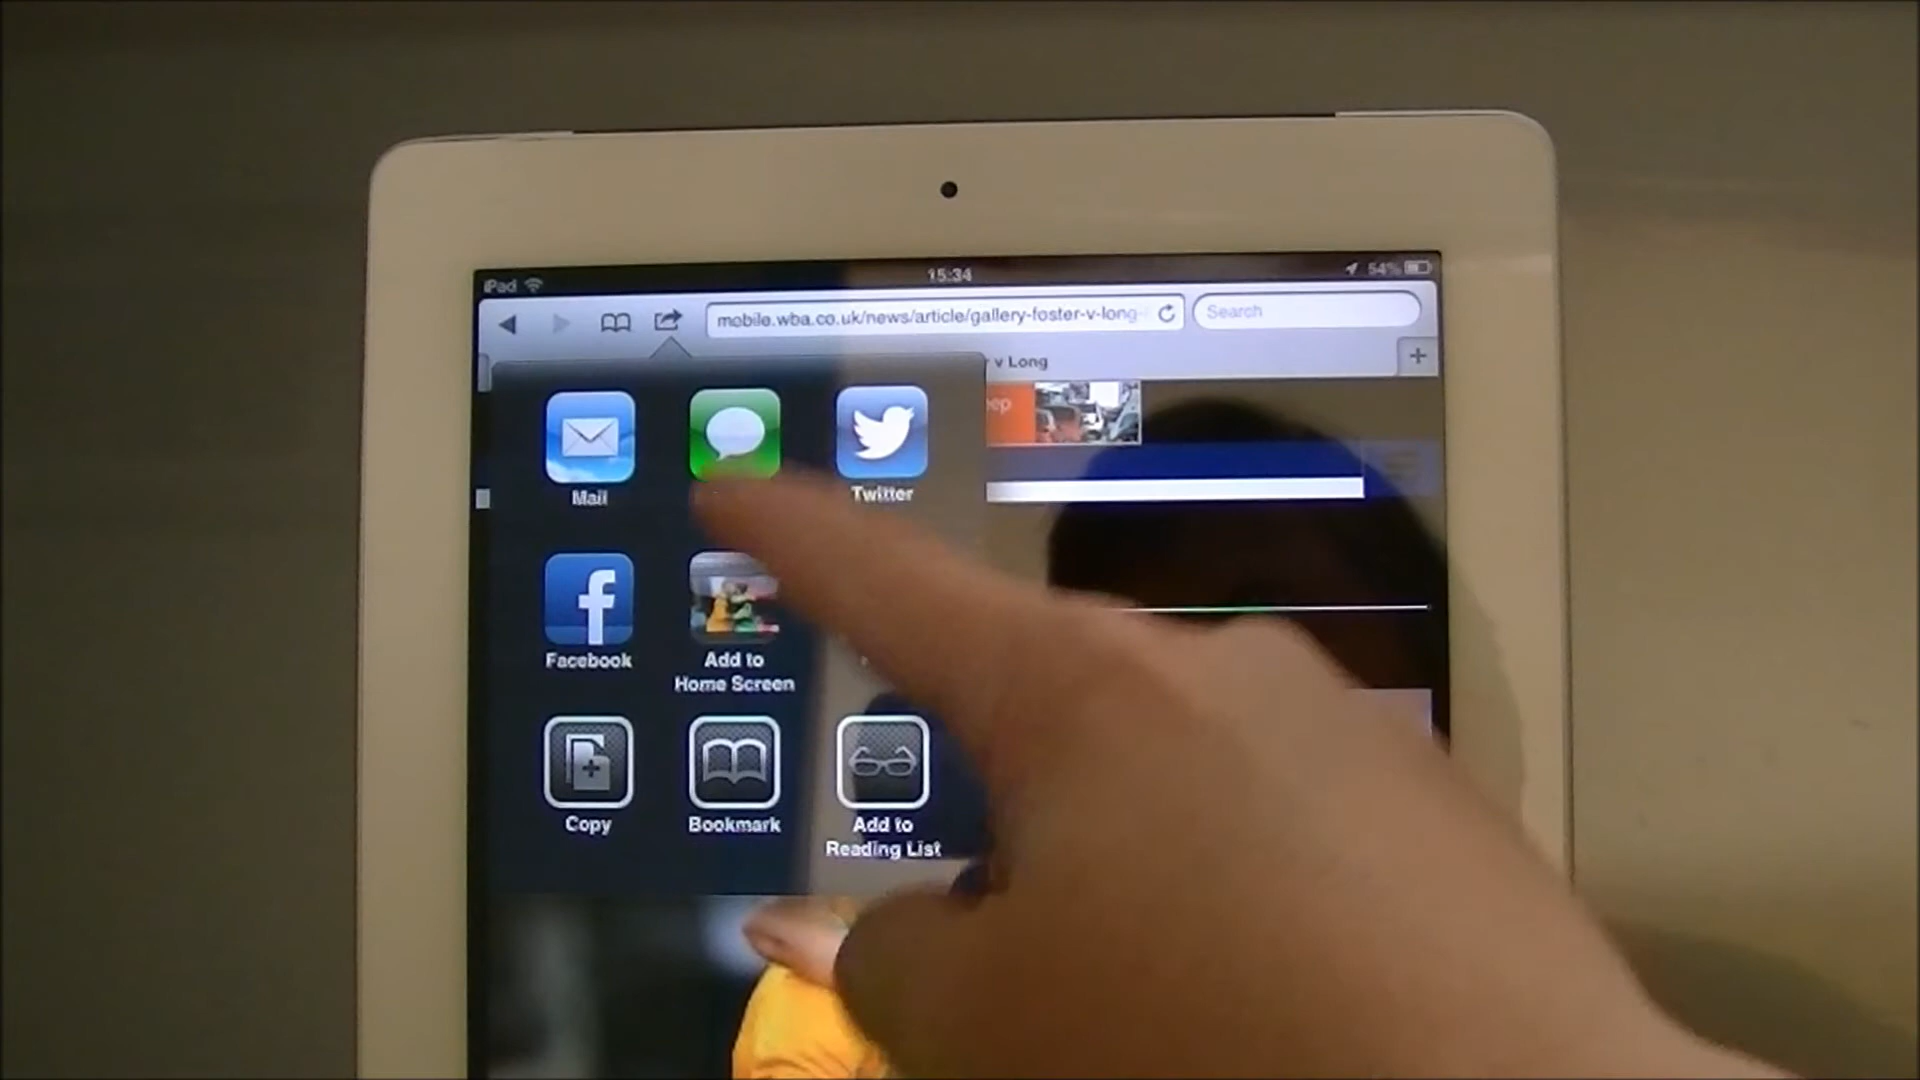 iPad
15:34
54%
mobile.wba.co.uk/news/article/gallery-foster-v-long-
Search
v Long
eep
Mail
Twitter
Facebook
Add to
Home Screen
Copy
Bookmark
Add to
Reading List